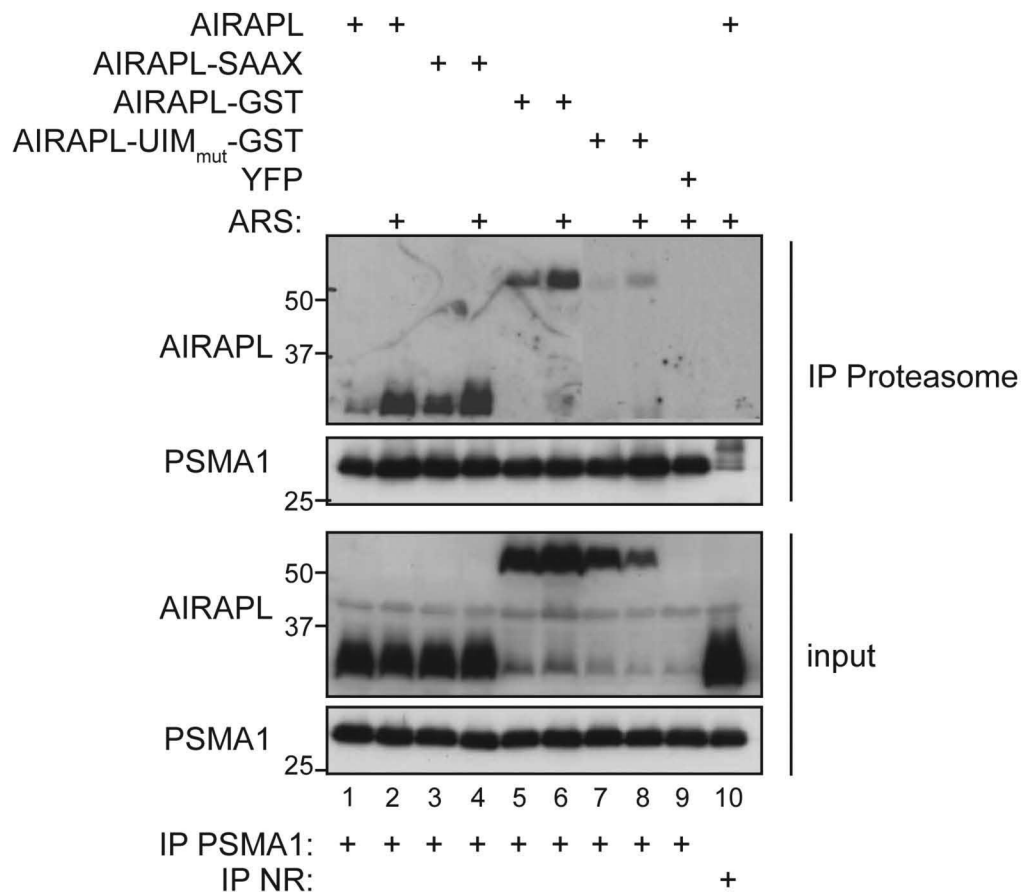 AIRAPL + + +
AIRAPL-SAAX + +
AIRAPL-GST + +
AIRAPL-UIMmut-GST + +
YFP +
ARS: + + + + + +
50
AIRAPL
37
IP Proteasome
PSMA1
25
50
AIRAPL
37
input
PSMA1
25
1 2 3 4 5 6 7 8 9 10
IP PSMA1: + + + + + + + + +
IP NR: +